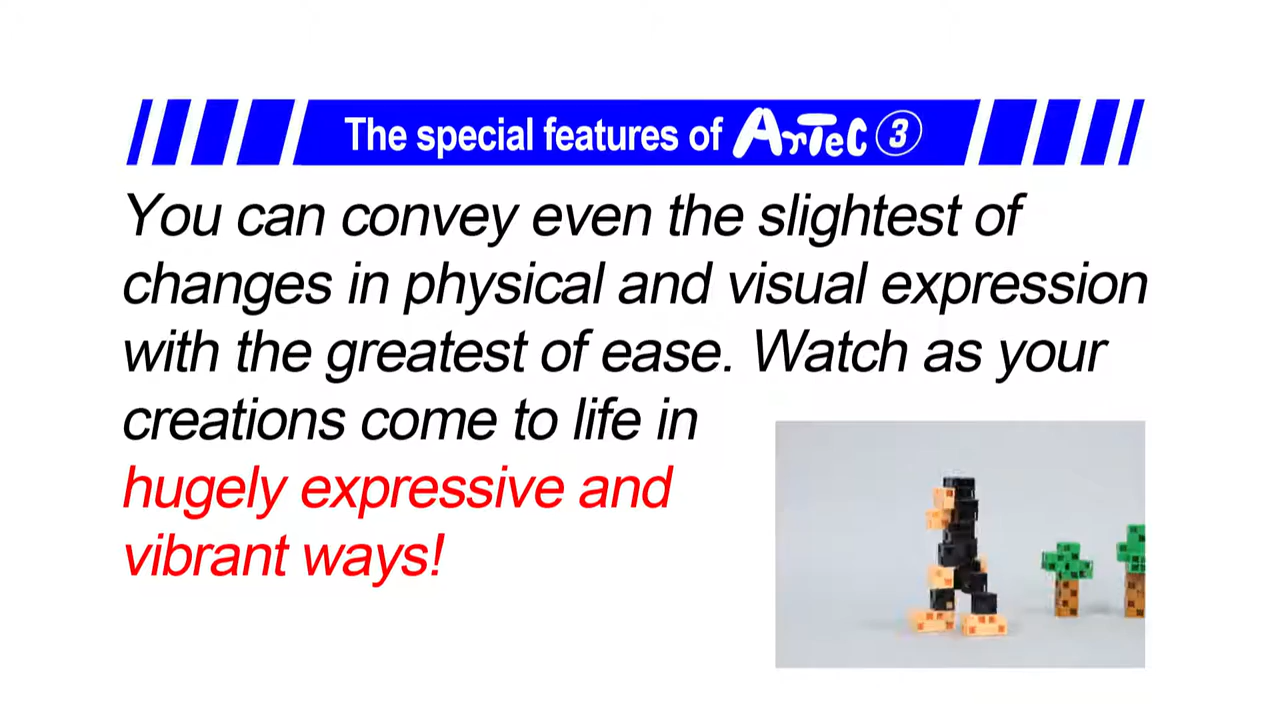 The special features of ArTeC ③
You can convey even the slightest of
changes in physical and visual expression
with the greatest of ease. Watch as your
creations come to life in
hugely expressive and
vibrant ways!